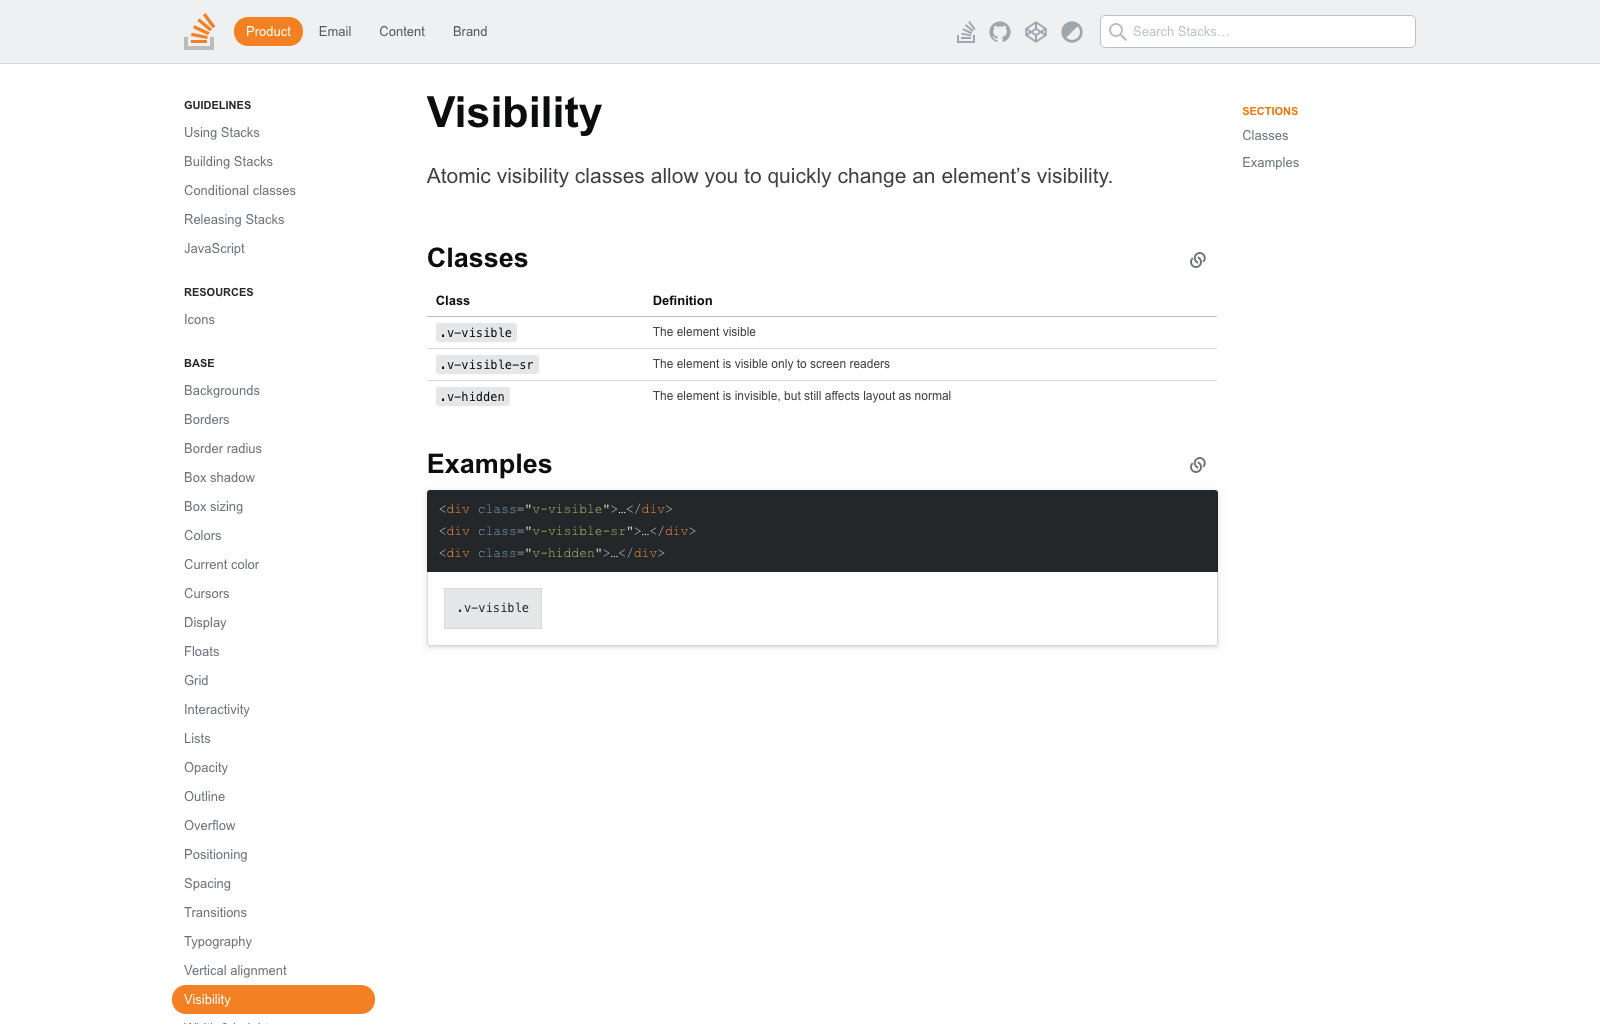 Product
Email
Content
Brand
Search Stacks…
GUIDELINES
Using Stacks
Building Stacks
Conditional classes
Releasing Stacks
JavaScript
RESOURCES
Icons
BASE
Backgrounds
Borders
Border radius
Box shadow
Box sizing
Colors
Current color
Cursors
Display
Floats
Grid
Interactivity
Lists
Opacity
Outline
Overflow
Positioning
Spacing
Transitions
Typography
Vertical alignment
Visibility
Visibility
Atomic visibility classes allow you to quickly change an element’s visibility.
Classes
Class Definition
.v-visible The element visible
.v-visible-sr The element is visible only to screen readers
.v-hidden The element is invisible, but still affects layout as normal
Examples
<div class="v-visible">…</div>
<div class="v-visible-sr">…</div>
<div class="v-hidden">…</div>
.v-visible
SECTIONS
Classes
Examples